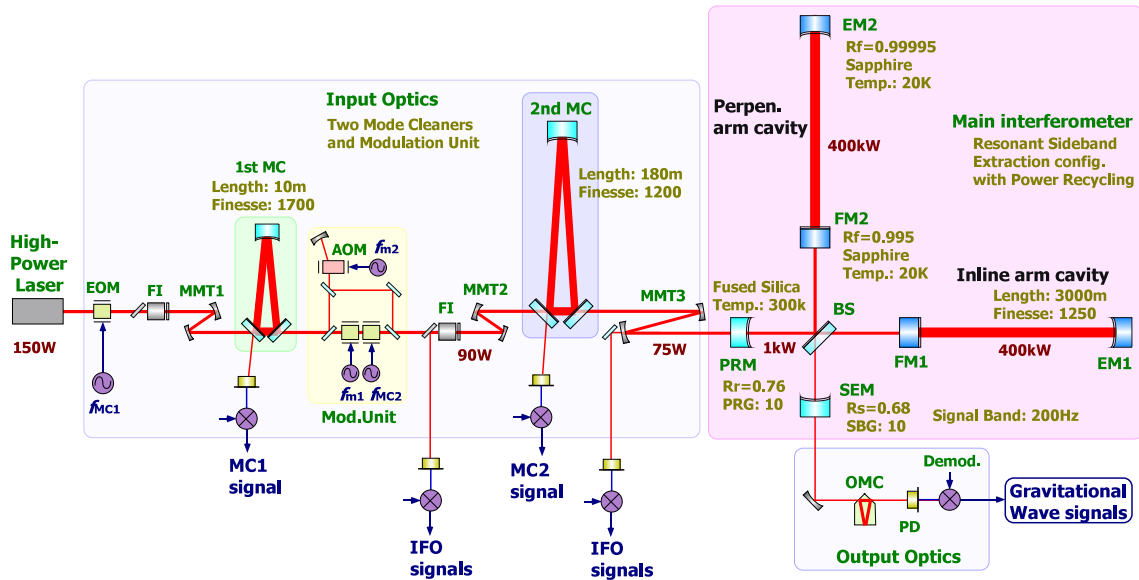 High-
Power
Laser
150W
EOM
fMC1
FI
MMT1
Input Optics
Two Mode Cleaners
and Modulation Unit
1st MC
Length: 10m
Finesse: 1700
MC1
signal
AOM
fm2
fm1
fMC2
Mod.Unit
FI
90W
IFO
signals
MMT2
2nd MC
Length: 180m
Finesse: 1200
MC2
signal
MMT3
75W
IFO
signals
EM2
Rf=0.99995
Sapphire
Temp.: 20K
Perpen.
arm cavity
400kW
Main interferometer
Resonant Sideband
Extraction config.
with Power Recycling
FM2
Rf=0.995
Sapphire
Temp.: 20K
Fused Silica
Temp.: 300k
PRM
Rr=0.76
PRG: 10
1kW
BS
Inline arm cavity
Length: 3000m
Finesse: 1250
FM1
400kW
EM1
SEM
Rs=0.68
SBG: 10
Signal Band: 200Hz
OMC
PD
Demod.
Gravitational
Wave signals
Output Optics